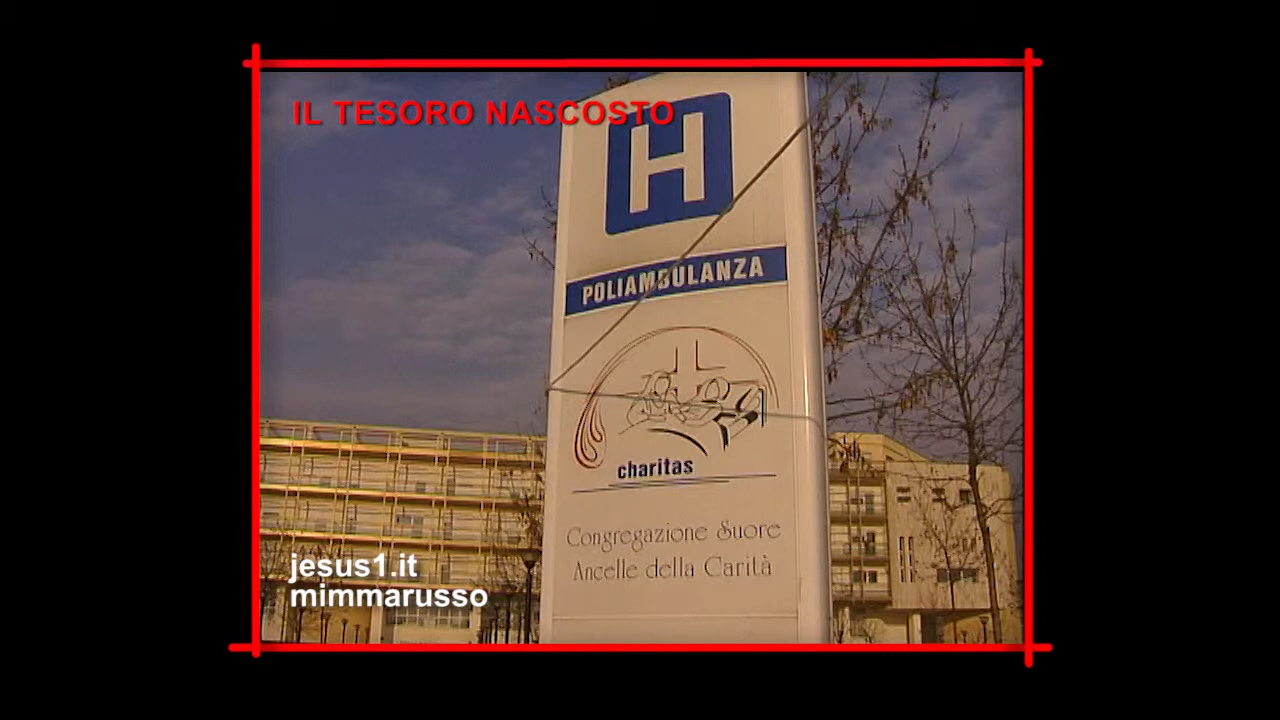 IL TESORO NASCOSTO
H
POLIAMBULANZA
charitas
Congregazione Suore
Ancelle della Carità
jesus1.it
mimmarusso